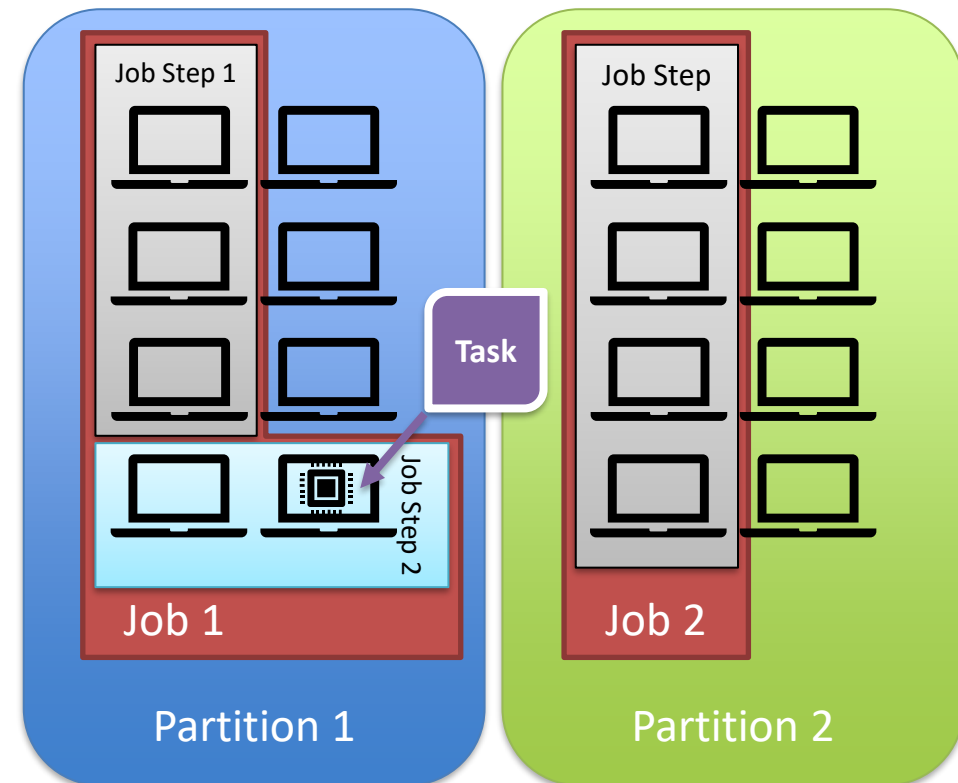 Job Step 1
Job Step
Task
Job Step 2
Job 1
Job 2
Partition 1
Partition 2